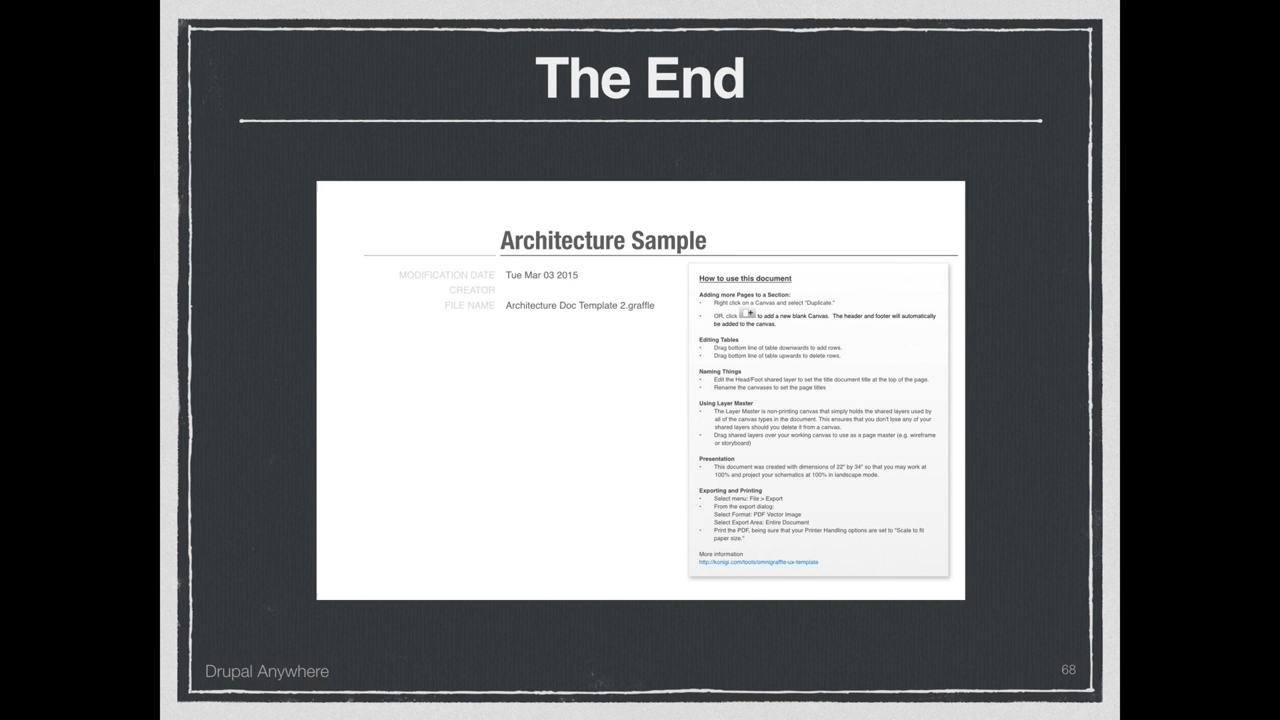 The End
Architecture Sample
MODIFICATION DATE Tue Mar 03 2015
CREATOR
FILE NAME Architecture Doc Template 2.graffle
How to use this document
Adding more Pages to a Section:
• Right click on a Canvas and select "Duplicate."
• OR, click to add a new blank Canvas. The header and footer will automatically
be added to the canvas.
Editing Tables
• Drag bottom line of table downwards to add rows.
• Drag bottom line of table upwards to delete rows.
Naming Things
• Edit the Head/Foot shared layer to set the title document title at the top of the page.
• Rename the canvases to set the page titles
Using Layer Master
• The Layer Master is non-printing canvas that simply holds the shared layers used by
all of the canvas types in the document. This ensures that you don't lose any of your
shared layers should you delete it from a canvas.
• Drag shared layers over your working canvas to use as a page master (e.g. wireframe
or storyboard)
Presentation
• This document was created with dimensions of 22" by 34" so that you may work at
100% and project your schematics at 100% in landscape mode.
Exporting and Printing
• Select menu: File > Export
• From the export dialog:
Select Format: PDF Vector Image
Select Export Area: Entire Document
• Print the PDF, being sure that your Printer Handling options are set to "Scale to fit
paper size."
More information
http://konigi.com/tools/omnigraffle-ux-template
Drupal Anywhere
68